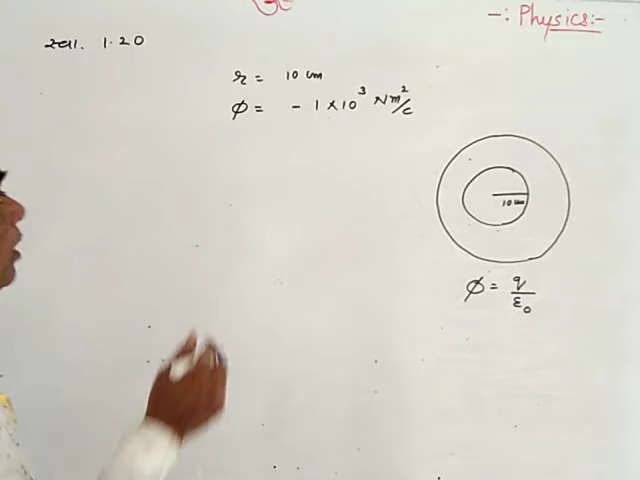 -: Physics:-
સ્વા. 1.20
r = 10 cm
φ = - 1 × 10³ Nm²/c
10 cm
φ = q/ε₀